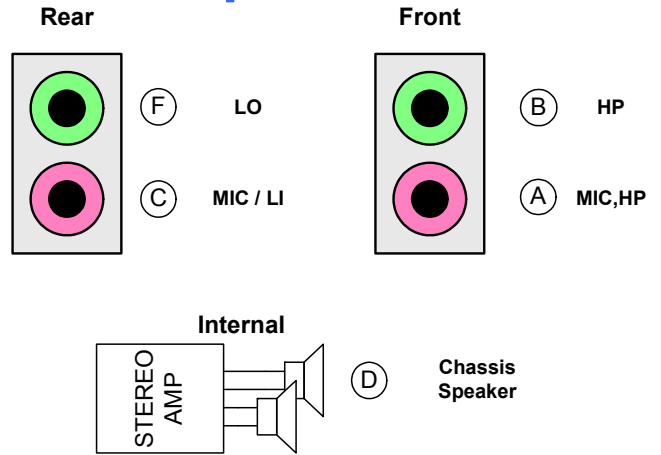 Rear
Front
F
LO
B
HP
C
MIC / LI
A
MIC,HP
Internal
STEREO
AMP
D
Chassis
Speaker